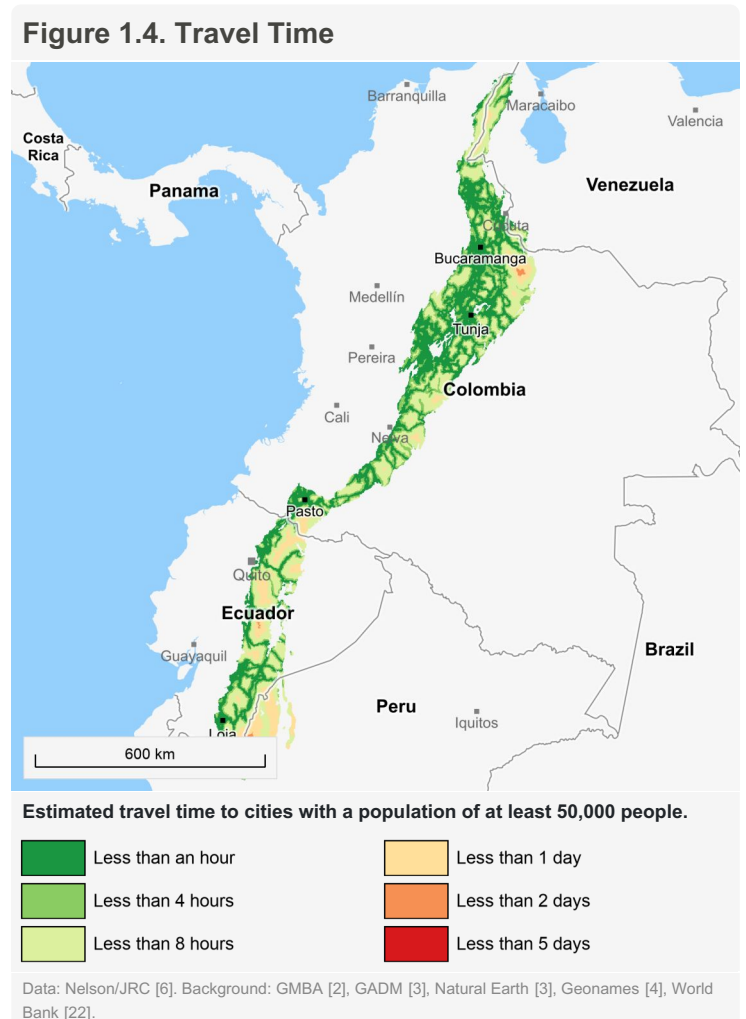 Figure 1.4. Travel Time
Barranquilla
Maracaibo
Valencia
Costa
Rica
Panama
Venezuela
Cúcuta
Bucaramanga
Medellín
Tunja
Pereira
Colombia
Cali
Neiva
Pasto
Quito
Ecuador
Guayaquil
Brazil
Peru
Iquitos
Loja
600 km
Estimated travel time to cities with a population of at least 50,000 people.
Less than an hour
Less than 4 hours
Less than 8 hours
Less than 1 day
Less than 2 days
Less than 5 days
Data: Nelson/JRC [6]. Background: GMBA [2], GADM [3], Natural Earth [3], Geonames [4], World
Bank [22].